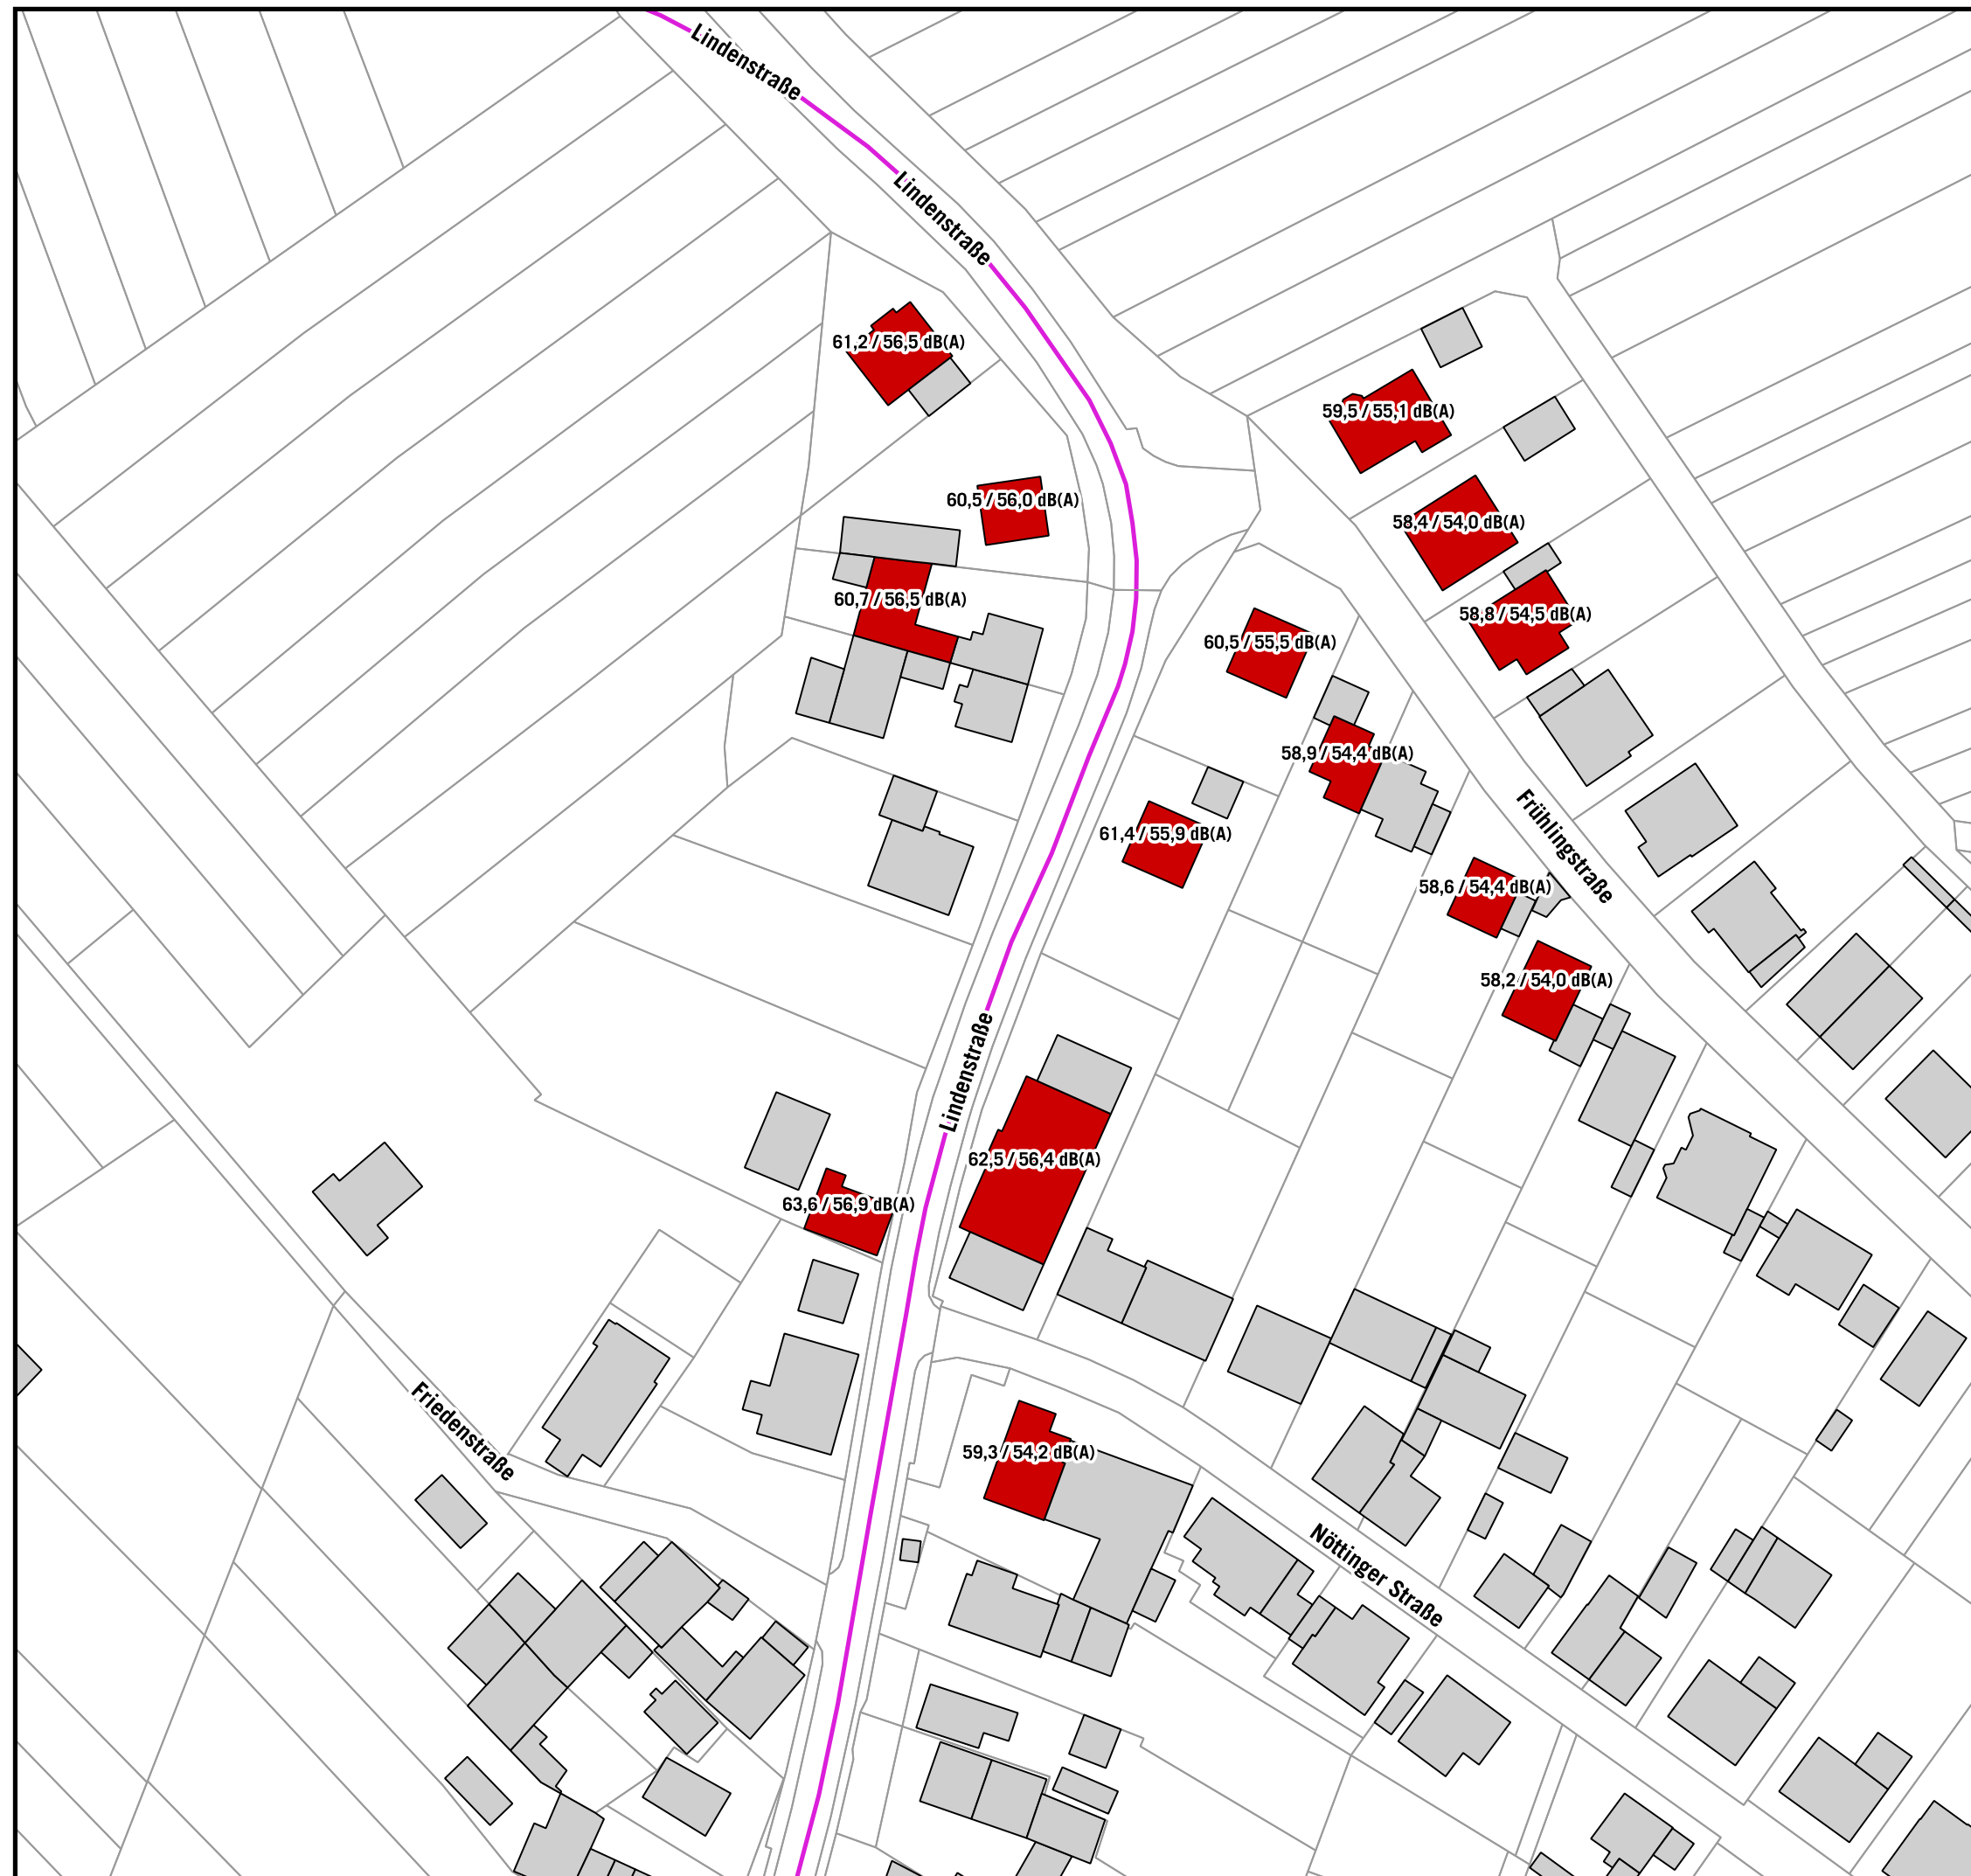 Lindenstraße
Lindenstraße
61,2 / 56,5 dB(A)
59,5 / 55,1 dB(A)
60,5 / 56,0 dB(A)
58,4 / 54,0 dB(A)
60,7 / 56,5 dB(A)
58,8 / 54,5 dB(A)
60,5 / 55,5 dB(A)
58,9 / 54,4 dB(A)
61,4 / 55,9 dB(A)
Frühlingstraße
58,6 / 54,4 dB(A)
58,2 / 54,0 dB(A)
Lindenstraße
62,5 / 56,4 dB(A)
63,6 / 56,9 dB(A)
Friedenstraße
59,3 / 54,2 dB(A)
Nöttinger Straße